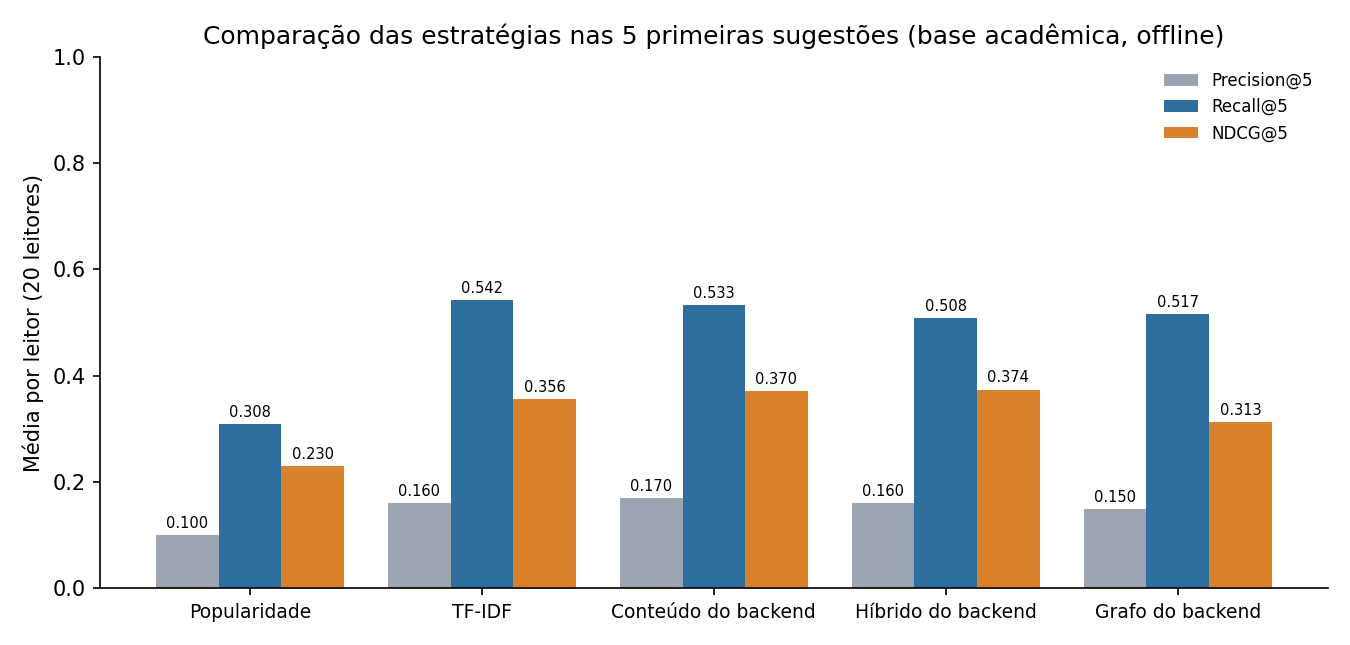 Comparação das estratégias nas 5 primeiras sugestões (base acadêmica, offline)
Precision@5
Recall@5
NDCG@5
Média por leitor (20 leitores)
1.0
0.8
0.6
0.4
0.2
0.0
0.100
0.308
0.230
0.160
0.542
0.356
0.170
0.533
0.370
0.160
0.508
0.374
0.150
0.517
0.313
Popularidade
TF-IDF
Conteúdo do backend
Híbrido do backend
Grafo do backend